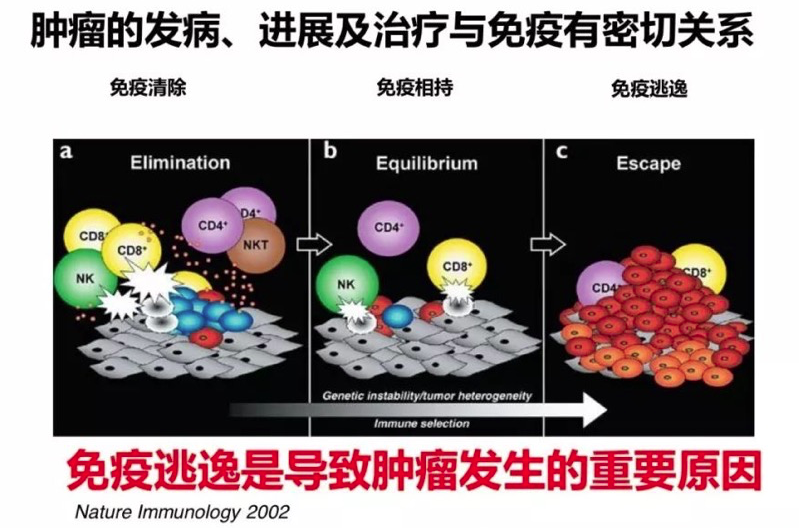 肿瘤的发病、进展及治疗与免疫有密切关系
免疫清除
免疫相持
免疫逃逸
a
Elimination
b
Equilibrium
c
Escape
CD8⁺
CD8⁺
NK
CD4⁺
D4⁺
NKT
CD4⁺
NK
CD8⁺
CD4
CD8⁺
Genetic instability/tumor heterogeneity
Immune selection
免疫逃逸是导致肿瘤发生的重要原因
Nature Immunology 2002